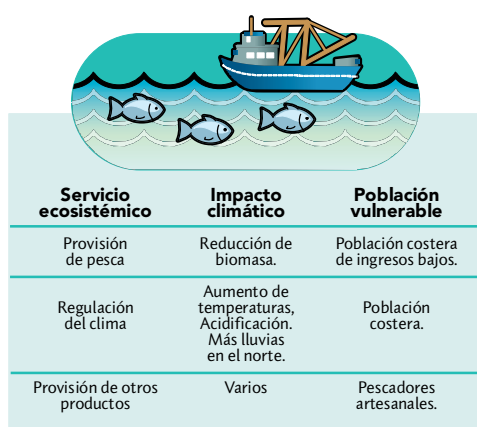 Servicio ecosistémico
Impacto climático
Población vulnerable
Provisión de pesca
Reducción de biomasa.
Población costera de ingresos bajos.
Regulación del clima
Aumento de temperaturas, Acidificación. Más lluvias en el norte.
Población costera.
Provisión de otros productos
Varios
Pescadores artesanales.